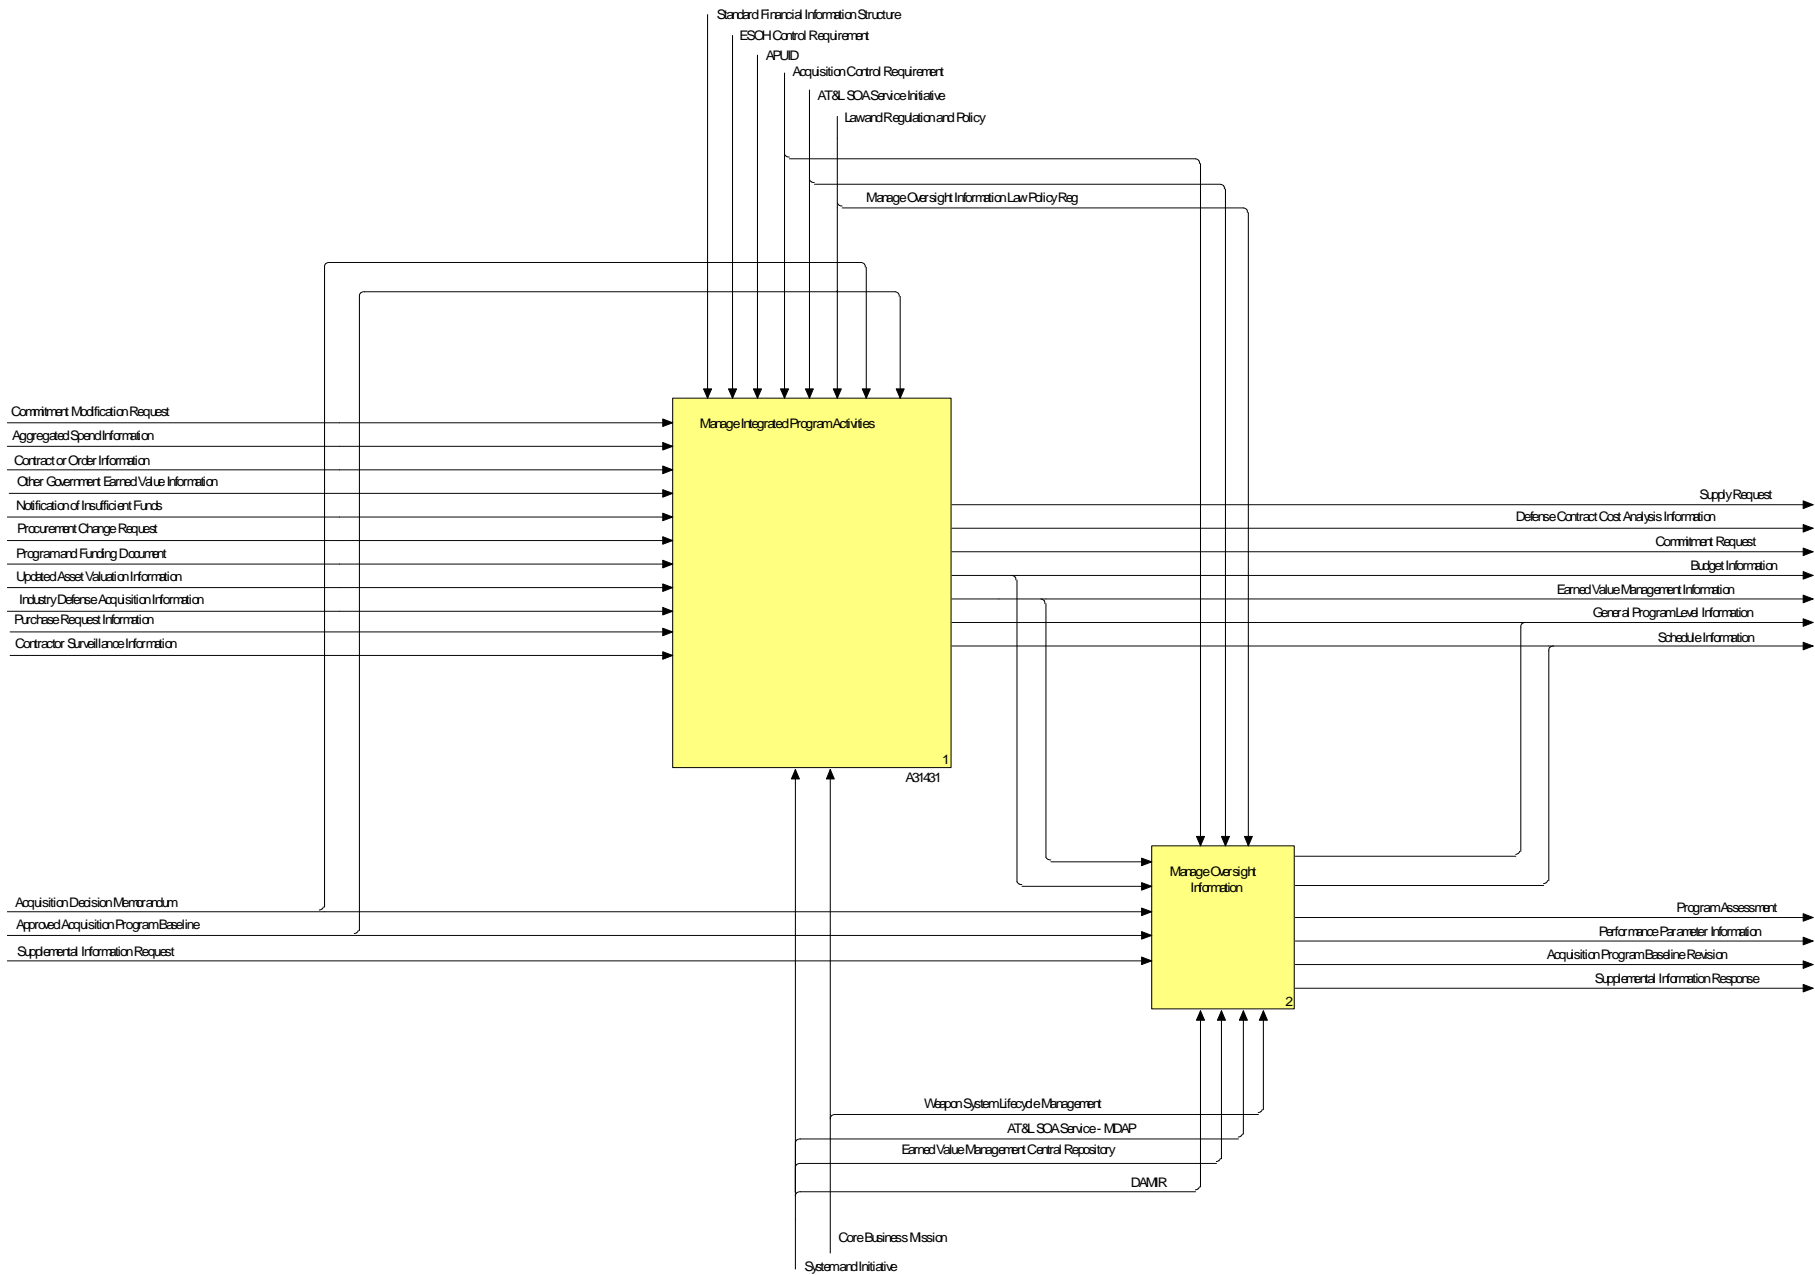 Standard Financial Information Structure
ESOH Control Requirement
APUID
Acquisition Control Requirement
AT&L SOA Service Initiative
Law and Regulation and Policy
Manage Oversight Information Law Policy Reg
Commitment Modification Request
Aggregated Spend Information
Contract or Order Information
Other Government Earned Value Information
Notification of Insufficient Funds
Procurement Change Request
Program and Funding Document
Updated Asset Valuation Information
Industry Defense Acquisition Information
Purchase Request Information
Contractor Surveillance Information
Manage Integrated Program Activities
1
A31431
Supply Request
Defense Contract Cost Analysis Information
Commitment Request
Budget Information
Earned Value Management Information
General Program Level Information
Schedule Information
Acquisition Decision Memorandum
Approved Acquisition Program Baseline
Supplemental Information Request
Manage Oversight
Information
2
Program Assessment
Performance Parameter Information
Acquisition Program Baseline Revision
Supplemental Information Response
Weapon System Lifecycle Management
AT&L SOA Service - MDAP
Earned Value Management Central Repository
DAMIR
Core Business Mission
System and Initiative